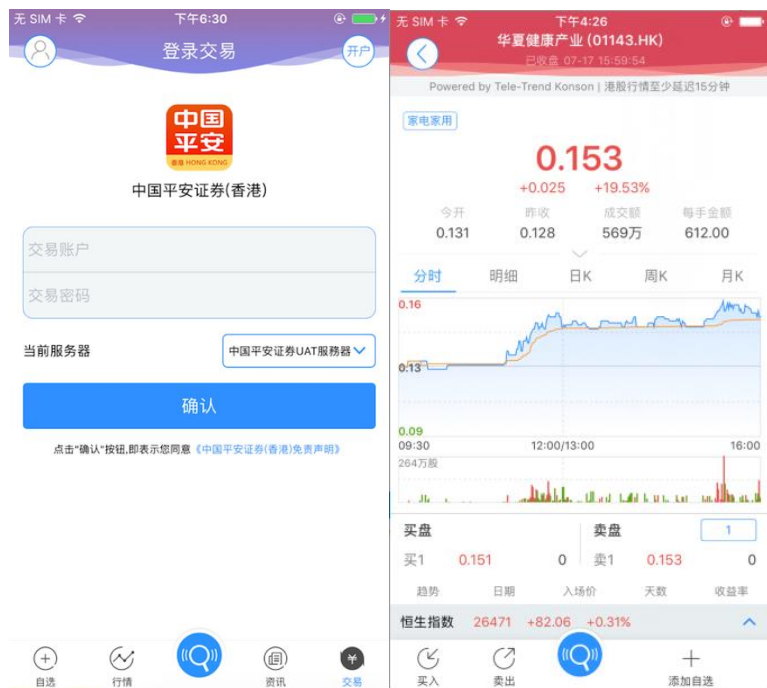 无 SIM 卡
下午6:30
登录交易
开户
中国
平安
香港 HONG KONG
中国平安证券(香港)
交易账户
交易密码
当前服务器
中国平安证券UAT服務器
确认
点击"确认"按钮,即表示您同意《中国平安证券(香港)免责声明》
自选
行情
资讯
交易
无 SIM 卡
下午4:26
华夏健康产业 (01143.HK)
已收盘 07-17 15:59:54
Powered by Tele-Trend Konson | 港股行情至少延迟15分钟
家电家用
0.153
+0.025 +19.53%
今开 昨收 成交额 每手金额
0.131 0.128 569万 612.00
分时 明细 日K 周K 月K
0.16
0.13
0.09
09:30 12:00/13:00 16:00
264万股
买盘 卖盘 1
买1 0.151 0 卖1 0.153 0
趋势 日期 入场价 天数 收益率
恒生指数 26471 +82.06 +0.31%
买入 卖出 添加自选